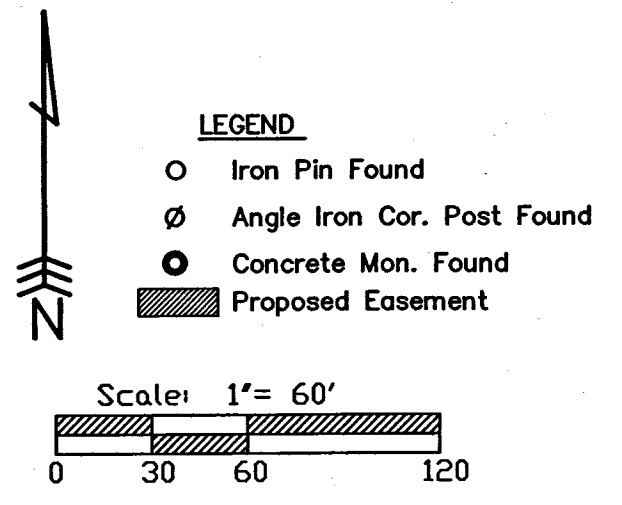 LEGEND
Iron Pin Found
Angle Iron Cor. Post Found
Concrete Mon. Found
Proposed Easement
N
Scale: 1"= 60'
0 30 60 120